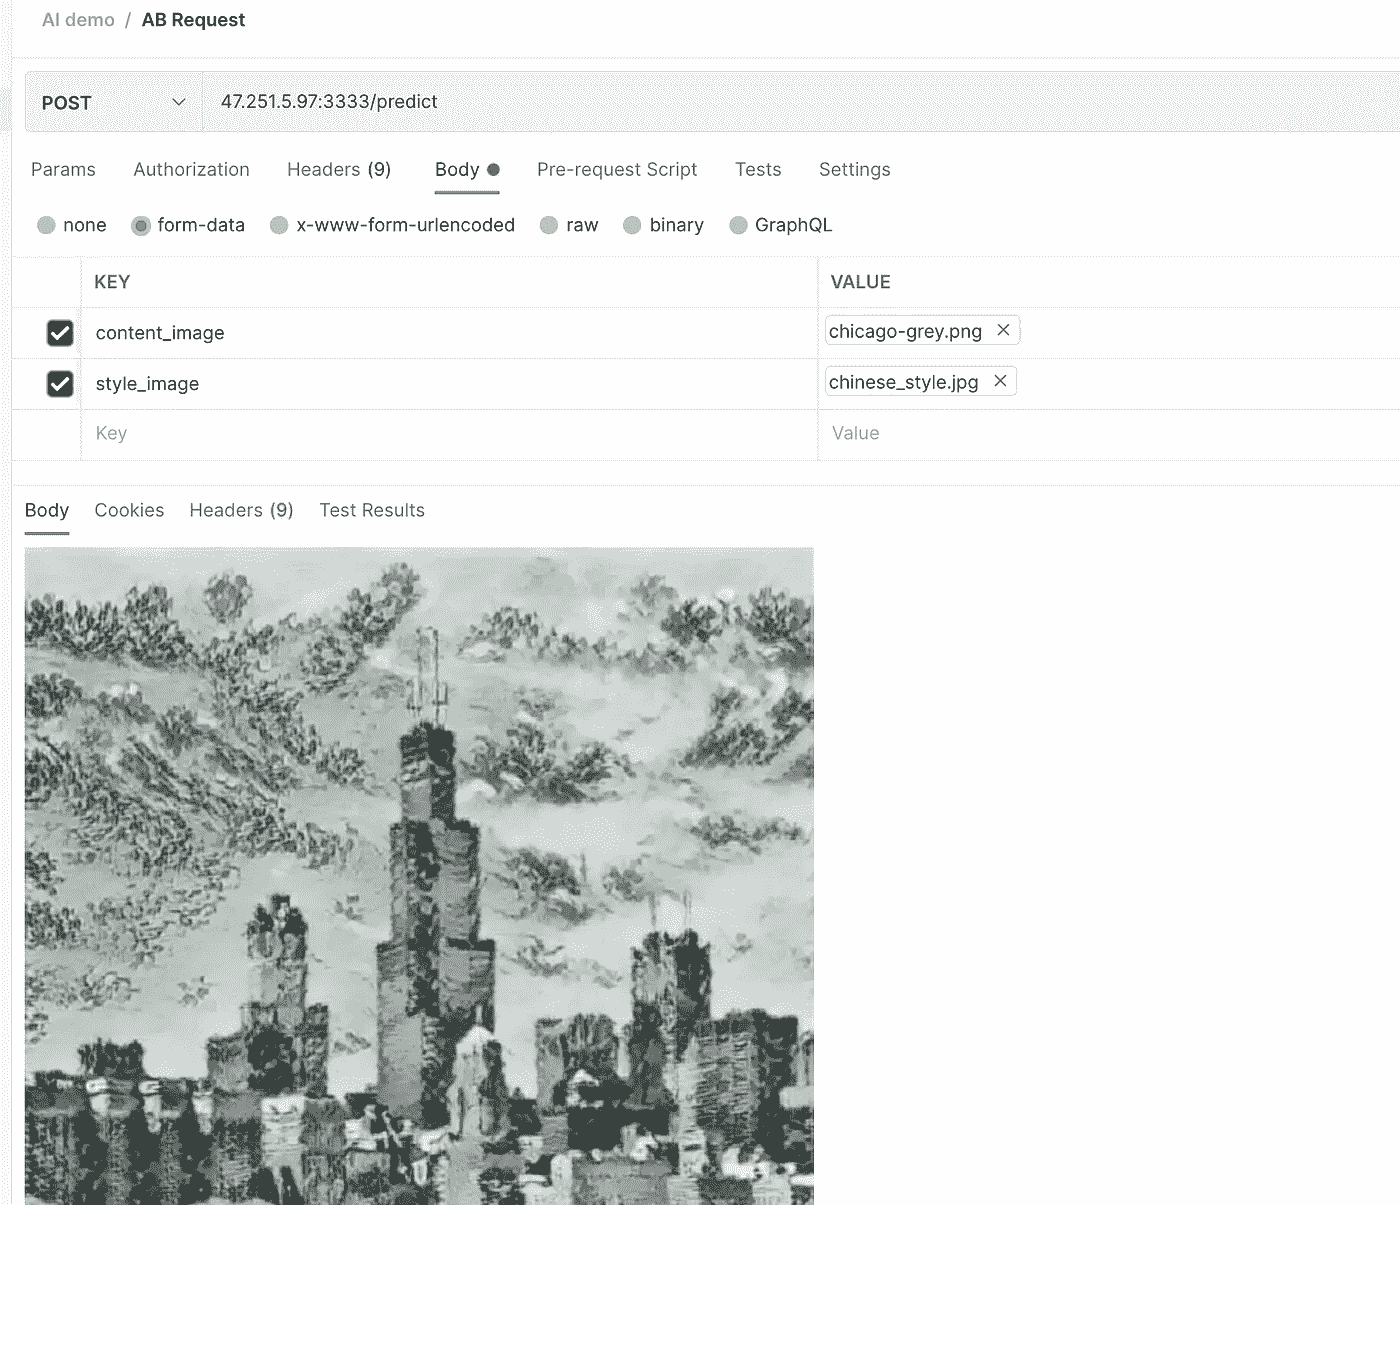 AI demo / AB Request
POST 47.251.5.97:3333/predict
Params Authorization Headers (9) Body Pre-request Script Tests Settings
none form-data x-www-form-urlencoded raw binary GraphQL
KEY VALUE
content_image chicago-grey.png
style_image chinese_style.jpg
Key Value
Body Cookies Headers (9) Test Results